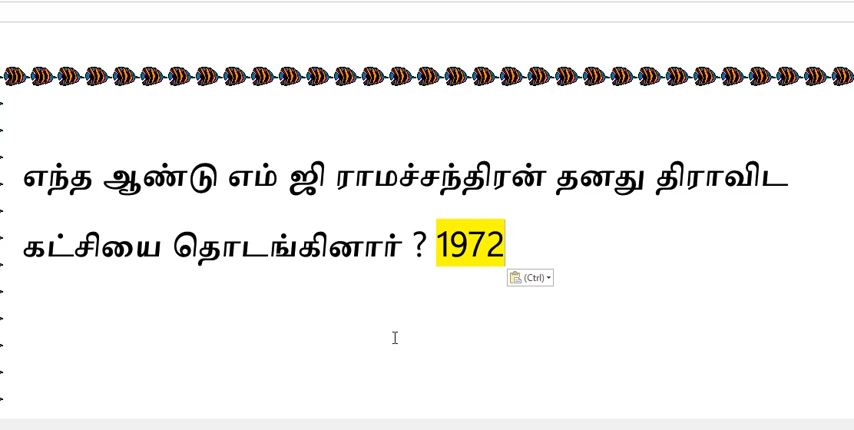 எந்த ஆண்டு எம் ஜி ராமச்சந்திரன் தனது திராவிட
கட்சியை தொடங்கினார் ? 1972
(Ctrl)